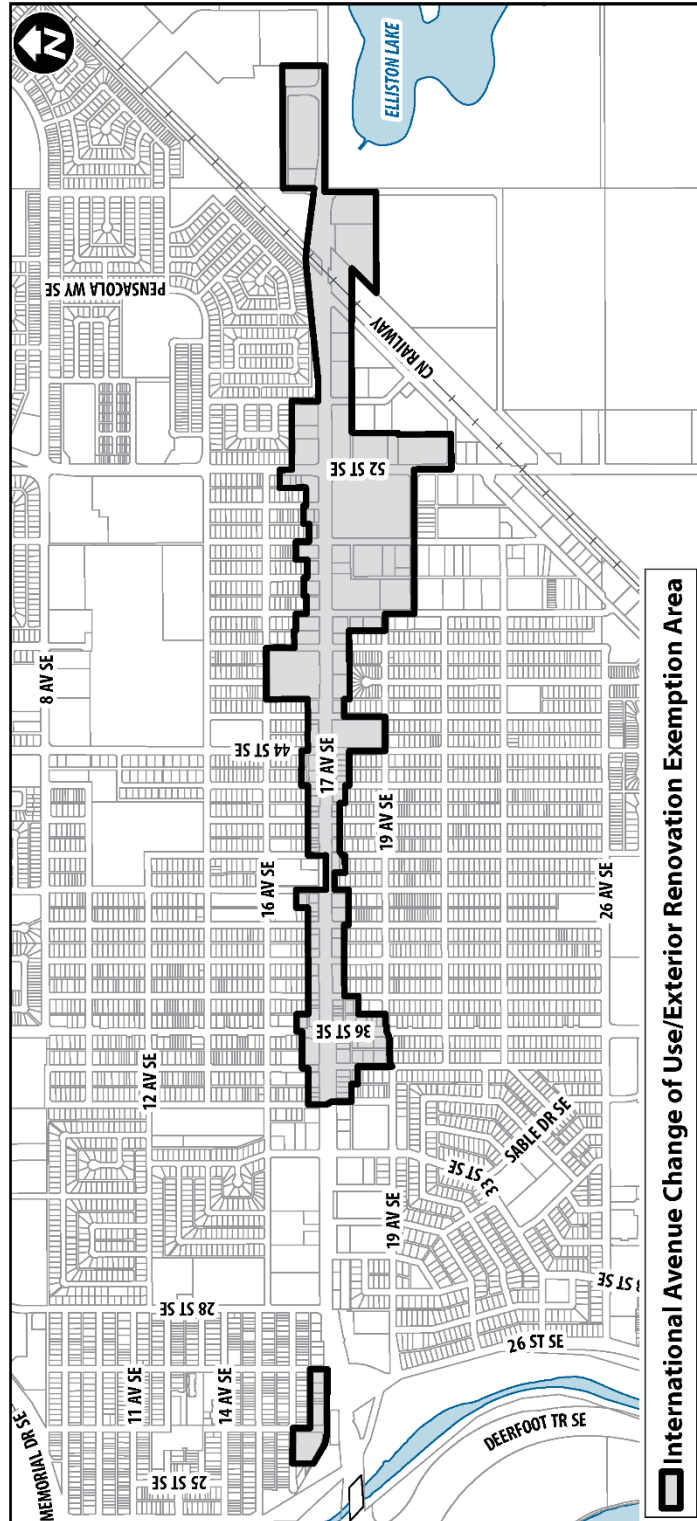 N
MEMORIAL DR SE
25 ST SE
11 AV SE
14 AV SE
28 ST SE
12 AV SE
8 AV SE
16 AV SE
44 ST SE
PENSACOLA WY SE
ELLISTON LAKE
CN RAILWAY
52 ST SE
17 AV SE
36 ST SE
19 AV SE
19 AV SE
33 ST SE
SABLE DR SE
26 AV SE
26 ST SE
ST SE
DEERFOOT TR SE
International Avenue Change of Use/Exterior Renovation Exemption Area